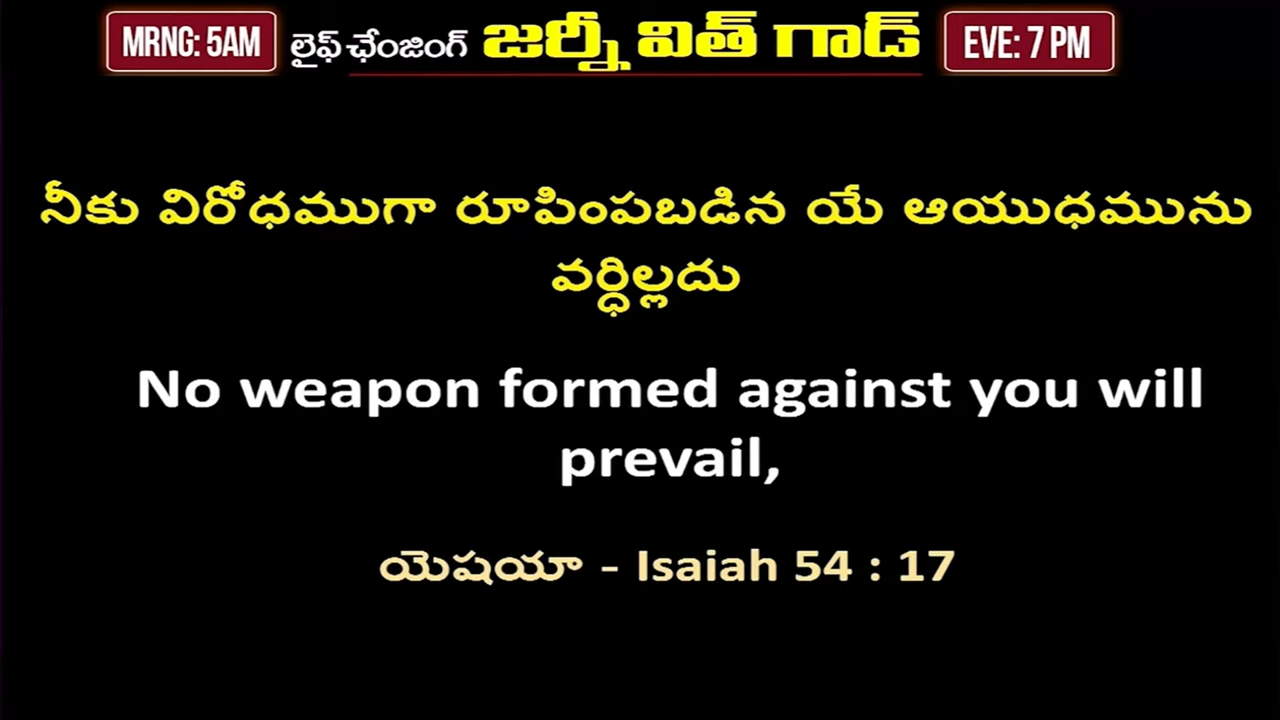 MRNG: 5AM లైఫ్ ఛేంజింగ్ జర్నీ విత్ గాడ్ EVE: 7 PM
నీకు విరోధముగా రూపింపబడిన యే ఆయుధమును
వర్ధిల్లదు
No weapon formed against you will
prevail,
యెషయా - Isaiah 54 : 17